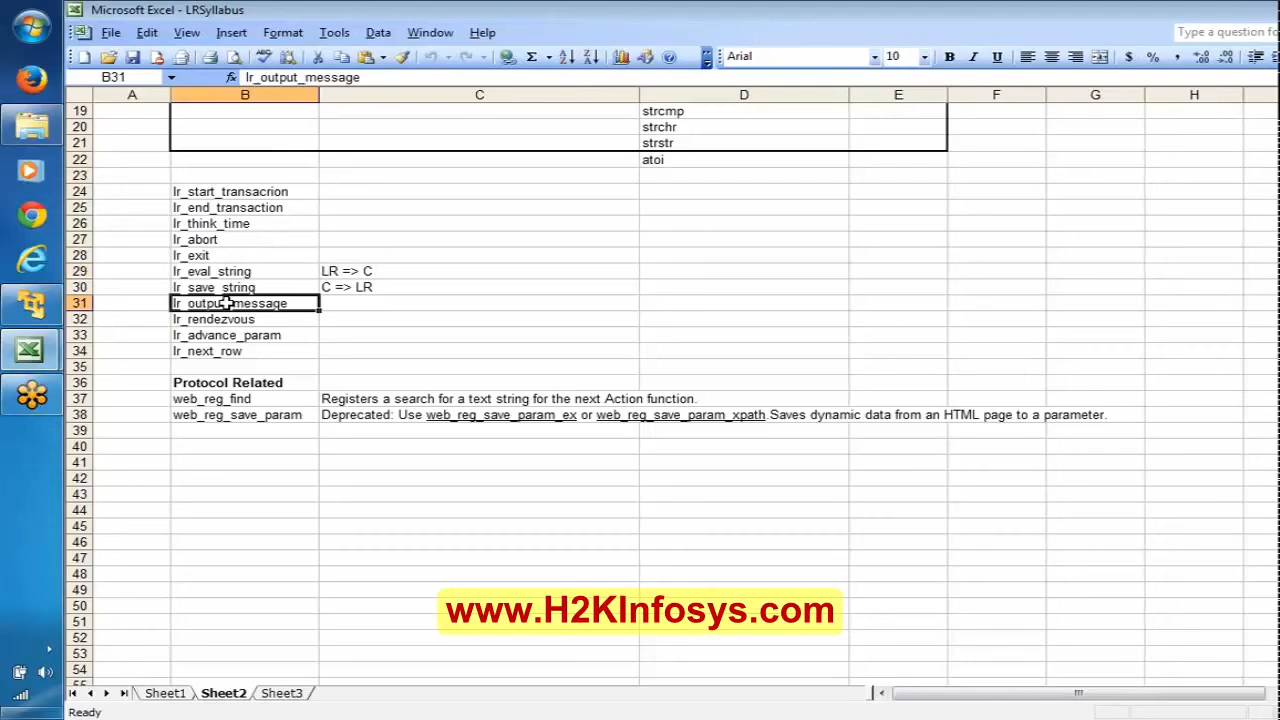 Microsoft Excel - LRSyllabus
File Edit View Insert Format Tools Data Window Help Type a question fo
Arial 10 B I U $ %
B31 fx lr_output_message
A B C D E F G H
19 strcmp
20 strchr
21 strstr
22 atoi
23
24 lr_start_transacrion
25 lr_end_transaction
26 lr_think_time
27 lr_abort
28 lr_exit
29 lr_eval_string LR => C
30 lr_save_string C => LR
31 lr_output_message
32 lr_rendezvous
33 lr_advance_param
34 lr_next_row
35
36 Protocol Related
37 web_reg_find Registers a search for a text string for the next Action function.
38 web_reg_save_param Deprecated: Use web_reg_save_param_ex or web_reg_save_param_xpath.Saves dynamic data from an HTML page to a parameter.
39
40
41
42
43
44
45
46
47
48
49
50
51
52
53
54
www.H2KInfosys.com
Sheet1 Sheet2 Sheet3
Ready